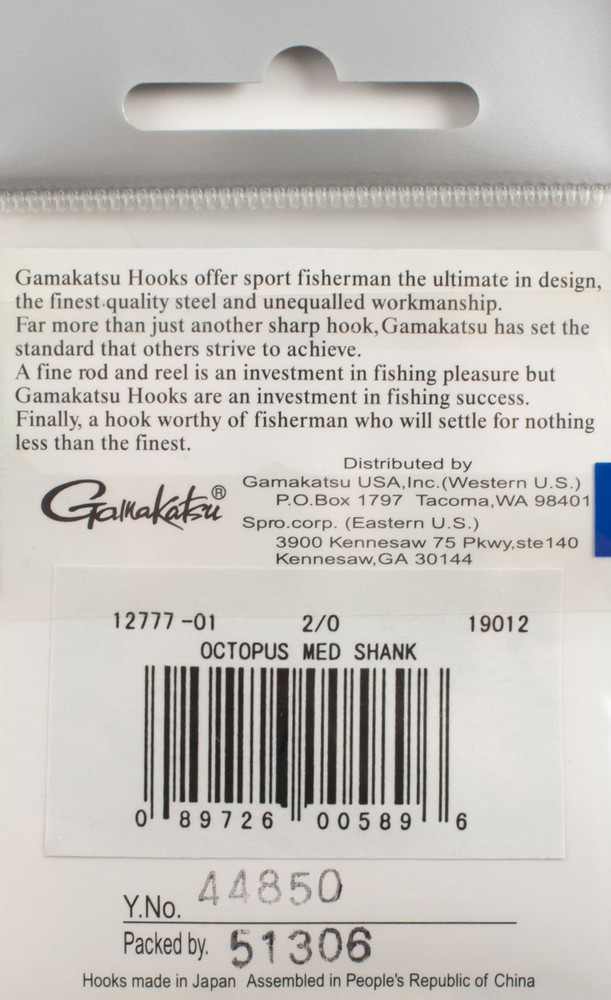 Gamakatsu Hooks offer sport fisherman the ultimate in design,
the finest quality steel and unequalled workmanship.
Far more than just another sharp hook,Gamakatsu has set the
standard that others strive to achieve.
A fine rod and reel is an investment in fishing pleasure but
Gamakatsu Hooks are an investment in fishing success.
Finally, a hook worthy of fisherman who will settle for nothing
less than the finest.
Gamakatsu®
Distributed by
Gamakatsu USA,Inc.(Western U.S.)
P.O.Box 1797 Tacoma,WA 98401
Spro.corp. (Eastern U.S.)
3900 Kennesaw 75 Pkwy,ste140
Kennesaw,GA 30144
12777-01 2/0 19012
OCTOPUS MED SHANK
0 89726 00589 6
Y.No. 44850
Packed by. 51306
Hooks made in Japan Assembled in People's Republic of China